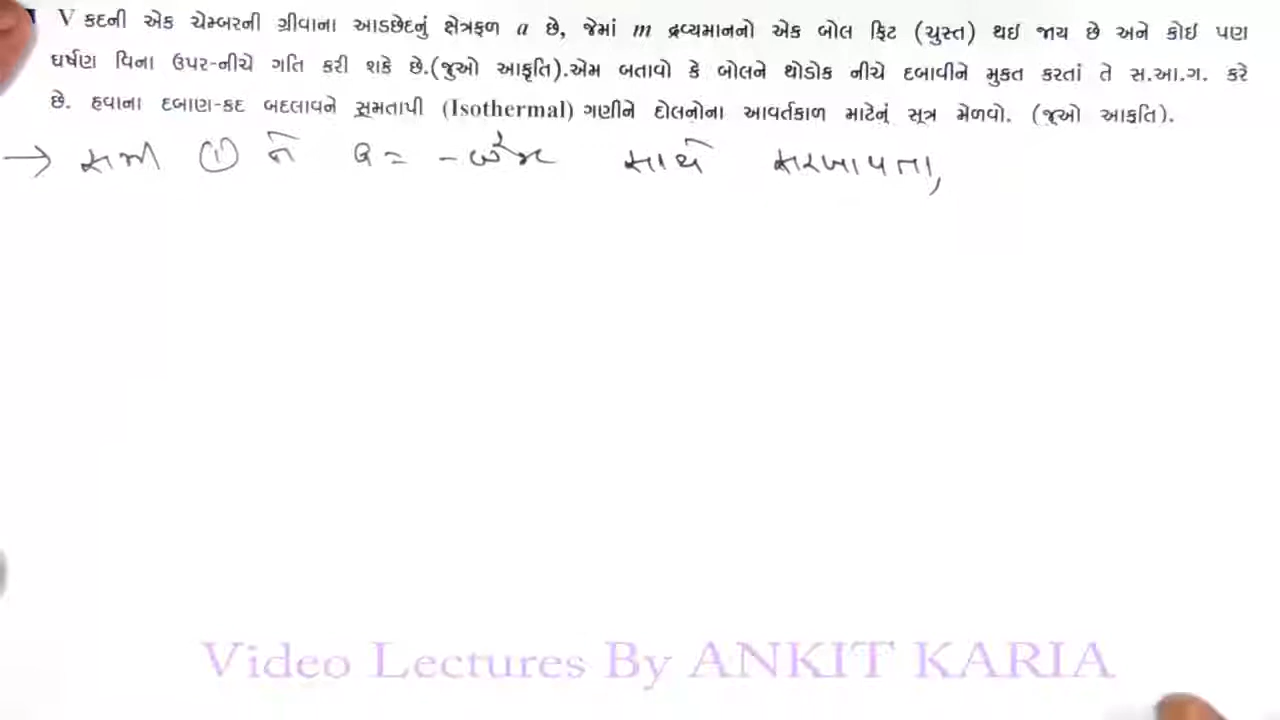 V કદની એક ચેમ્બરની ગ્રીવાના આડછેદનું ક્ષેત્રફળ a છે, જેમાં m દ્રવ્યમાનનો એક બોલ ફિટ (ચુસ્ત) થઈ જાય છે અને કોઈ પણ
ઘર્ષણ વિના ઉપર-નીચે ગતિ કરી શકે છે.(જૂઓ આકૃતિ).એમ બતાવો કે બોલને થોડોક નીચે દબાવીને મુકત કરતાં તે સ.આ.ગ. કરે
છે. હવાના દબાણ-કદ બદલાવને સમતાપી (Isothermal) ગણીને દોલનોના આવર્તકાળ માટેનું સૂત્ર મેળવો. (જૂઓ આકૃતિ).
→ સમી ① ને a = -ω²x સાથે સરખાવતા,
Video Lectures By ANKIT KARIA